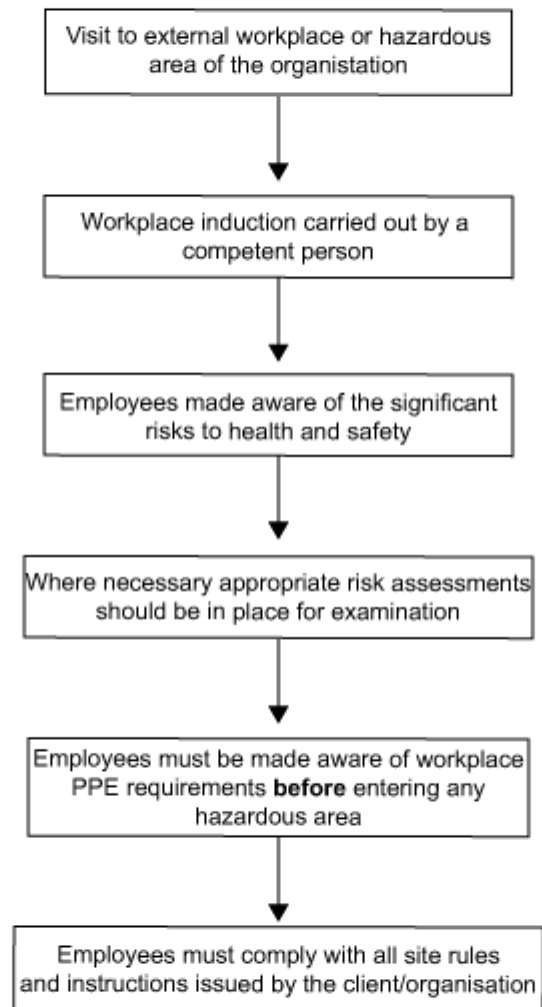 Visit to external workplace or hazardous
area of the organistation
Workplace induction carried out by a
competent person
Employees made aware of the significant
risks to health and safety
Where necessary appropriate risk assessments
should be in place for examination
Employees must be made aware of workplace
PPE requirements before entering any
hazardous area
Employees must comply with all site rules
and instructions issued by the client/organisation